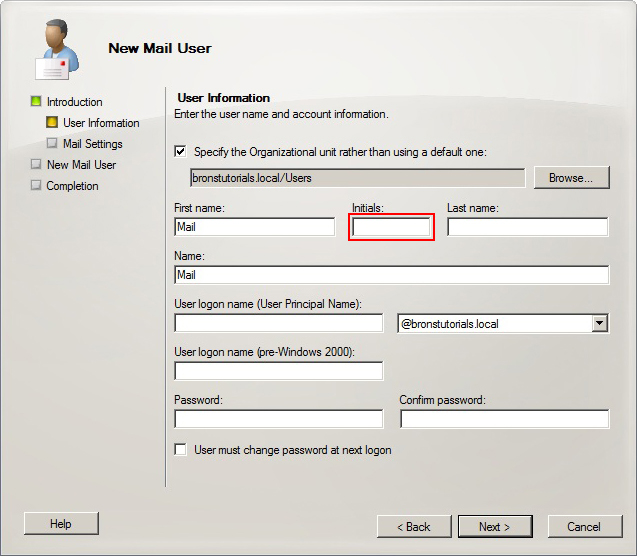 New Mail User
Introduction
User Information
Mail Settings
New Mail User
Completion
User Information
Enter the user name and account information.
Specify the Organizational unit rather than using a default one:
bronstutorials.local/Users
Browse...
First name:
Initials:
Last name:
Mail
Name:
Mail
User logon name (User Principal Name):
@bronstutorials.local
User logon name (pre-Windows 2000):
Password:
Confirm password:
User must change password at next logon
Help
< Back
Next >
Cancel